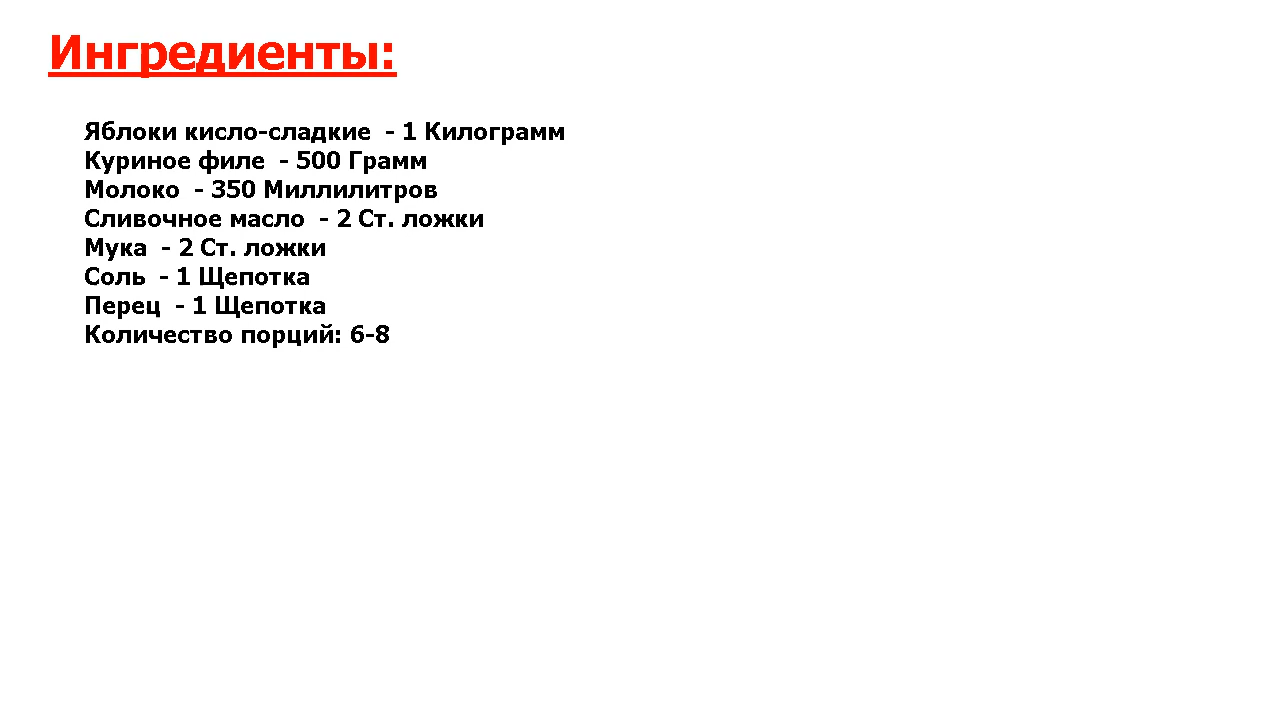 Ингредиенты:
Яблоки кисло-сладкие - 1 Килограмм
Куриное филе - 500 Грамм
Молоко - 350 Миллилитров
Сливочное масло - 2 Ст. ложки
Мука - 2 Ст. ложки
Соль - 1 Щепотка
Перец - 1 Щепотка
Количество порций: 6-8